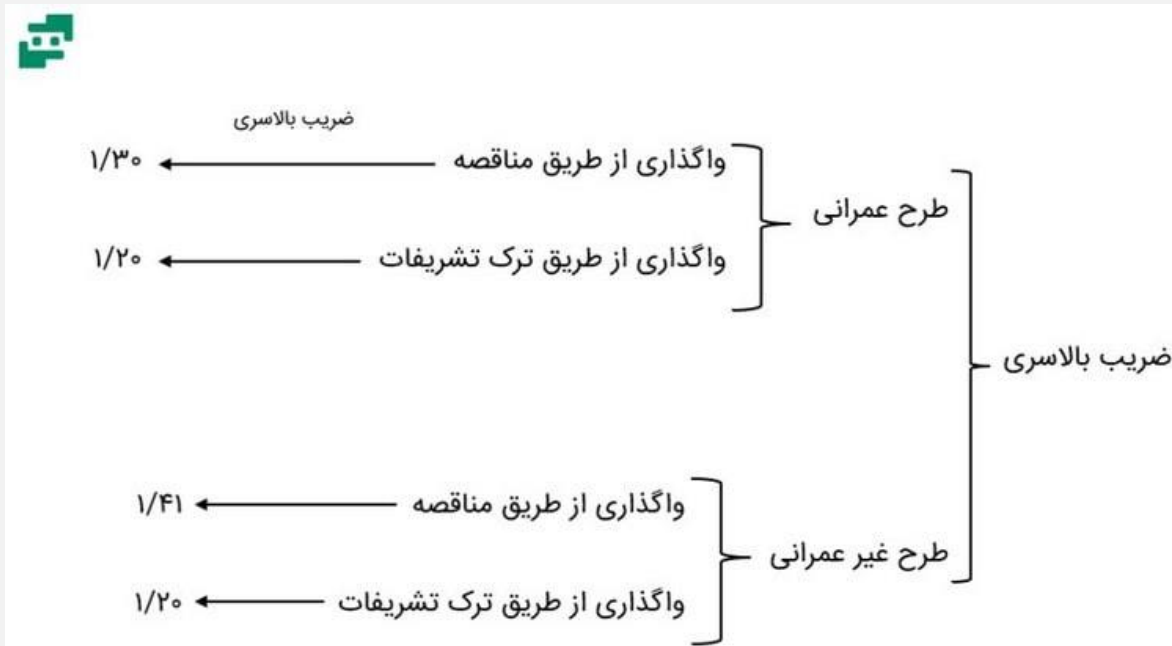 ضریب بالاسری
واگذاری از طریق مناقصه ۱/۳۰
طرح عمرانی
واگذاری از طریق ترک تشریفات ۱/۲۰
ضریب بالاسری
واگذاری از طریق مناقصه ۱/۴۱
طرح غیر عمرانی
واگذاری از طریق ترک تشریفات ۱/۲۰